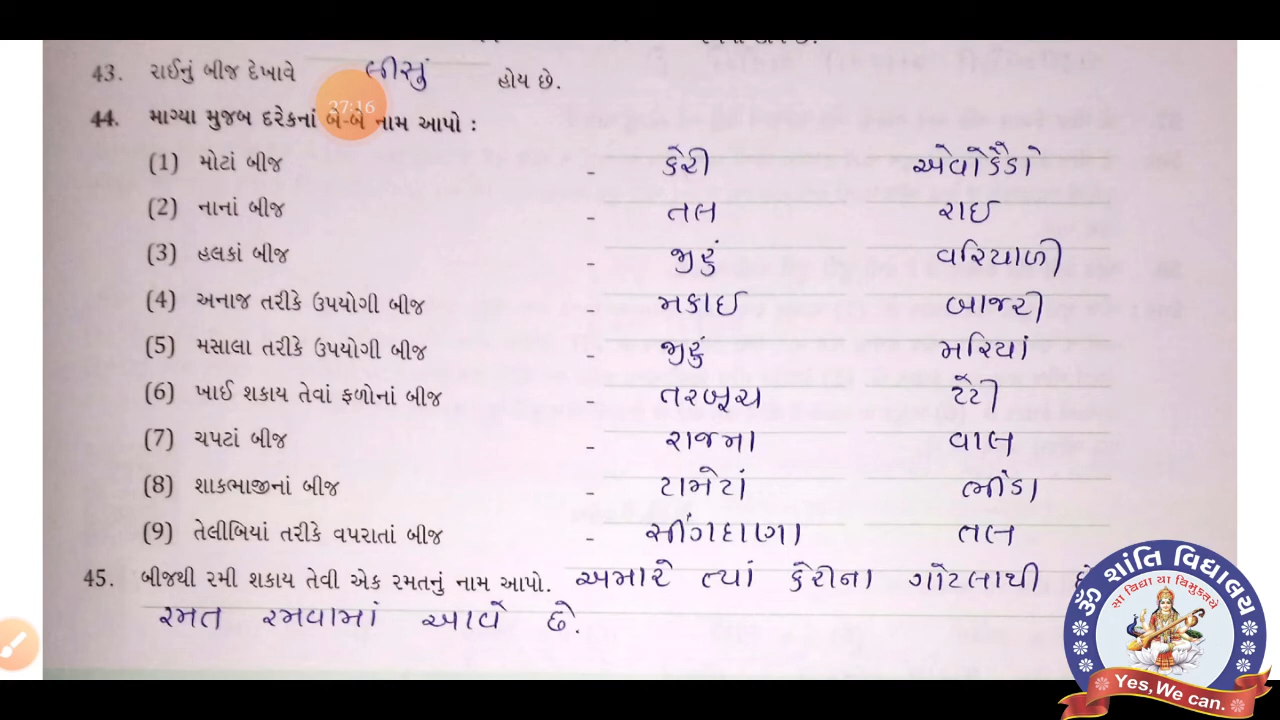 43. રાઈનું બીજ દેખાવે લીસું હોય છે.
27:16
44. માગ્યા મુજબ દરેકનાં બે-બે નામ આપો :
(1) મોટાં બીજ - કેરી એવોકેડો
(2) નાનાં બીજ - તલ રાઈ
(3) હલકાં બીજ - જીરું વરિયાળી
(4) અનાજ તરીકે ઉપયોગી બીજ - મકાઈ બાજરી
(5) મસાલા તરીકે ઉપયોગી બીજ - જીરું મરિયાં
(6) ખાઈ શકાય તેવાં ફળોનાં બીજ - તરબૂચ ટેટી
(7) ચપટાં બીજ - રાજમા વાલ
(8) શાકભાજીનાં બીજ - ટામેટાં ભીંડા
(9) તેલીબિયાં તરીકે વપરાતાં બીજ - સીંગદાણા તલ
45. બીજથી રમી શકાય તેવી એક રમતનું નામ આપો. અમારે ત્યાં કેરીના ગોટલાથી
રમત રમવામાં આવે છે.
ૐ શાંતિ વિદ્યાલય
સા વિદ્યા યા વિમુક્તયે
Yes, We can.